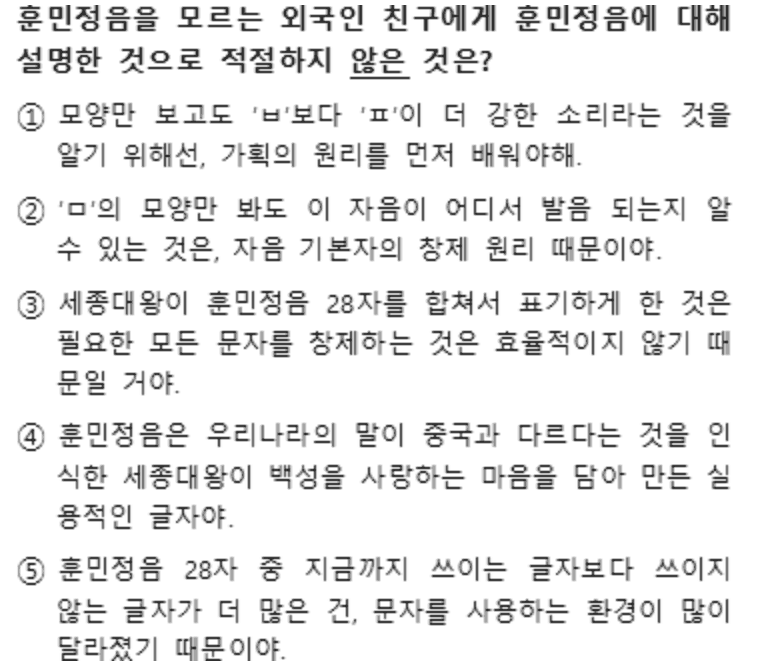 훈민정음을 모르는 외국인 친구에게 훈민정음에 대해
설명한 것으로 적절하지 않은 것은?
① 모양만 보고도 'ㅂ'보다 'ㅍ'이 더 강한 소리라는 것을
알기 위해선, 가획의 원리를 먼저 배워야해.
② 'ㅁ'의 모양만 봐도 이 자음이 어디서 발음 되는지 알
수 있는 것은, 자음 기본자의 창제 원리 때문이야.
③ 세종대왕이 훈민정음 28자를 합쳐서 표기하게 한 것은
필요한 모든 문자를 창제하는 것은 효율적이지 않기 때
문일 거야.
④ 훈민정음은 우리나라의 말이 중국과 다르다는 것을 인
식한 세종대왕이 백성을 사랑하는 마음을 담아 만든 실
용적인 글자야.
⑤ 훈민정음 28자 중 지금까지 쓰이는 글자보다 쓰이지
않는 글자가 더 많은 건, 문자를 사용하는 환경이 많이
달라졌기 때문이야.